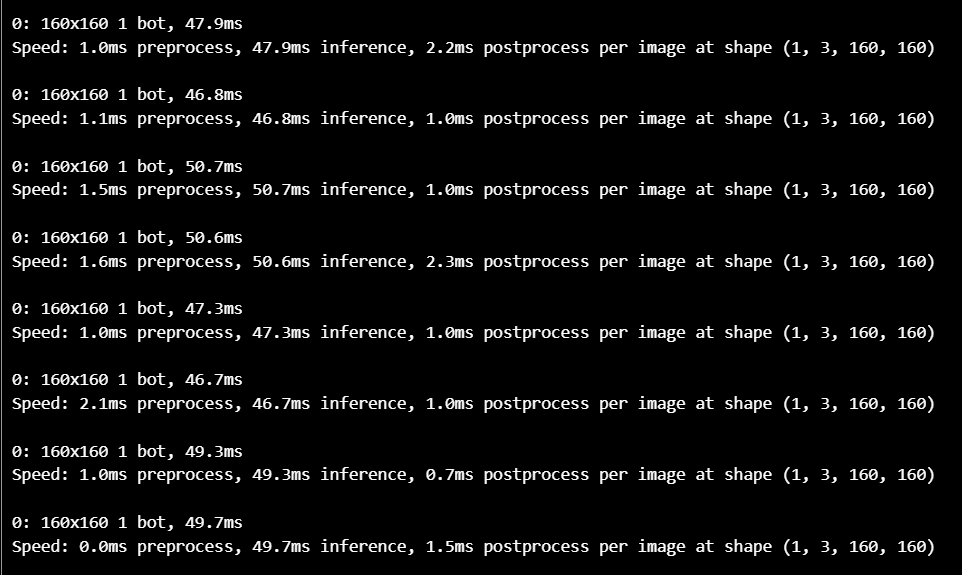 0: 160x160 1 bot, 47.9ms
Speed: 1.0ms preprocess, 47.9ms inference, 2.2ms postprocess per image at shape (1, 3, 160, 160)
0: 160x160 1 bot, 46.8ms
Speed: 1.1ms preprocess, 46.8ms inference, 1.0ms postprocess per image at shape (1, 3, 160, 160)
0: 160x160 1 bot, 50.7ms
Speed: 1.5ms preprocess, 50.7ms inference, 1.0ms postprocess per image at shape (1, 3, 160, 160)
0: 160x160 1 bot, 50.6ms
Speed: 1.6ms preprocess, 50.6ms inference, 2.3ms postprocess per image at shape (1, 3, 160, 160)
0: 160x160 1 bot, 47.3ms
Speed: 1.0ms preprocess, 47.3ms inference, 1.0ms postprocess per image at shape (1, 3, 160, 160)
0: 160x160 1 bot, 46.7ms
Speed: 2.1ms preprocess, 46.7ms inference, 1.0ms postprocess per image at shape (1, 3, 160, 160)
0: 160x160 1 bot, 49.3ms
Speed: 1.0ms preprocess, 49.3ms inference, 0.7ms postprocess per image at shape (1, 3, 160, 160)
0: 160x160 1 bot, 49.7ms
Speed: 0.0ms preprocess, 49.7ms inference, 1.5ms postprocess per image at shape (1, 3, 160, 160)